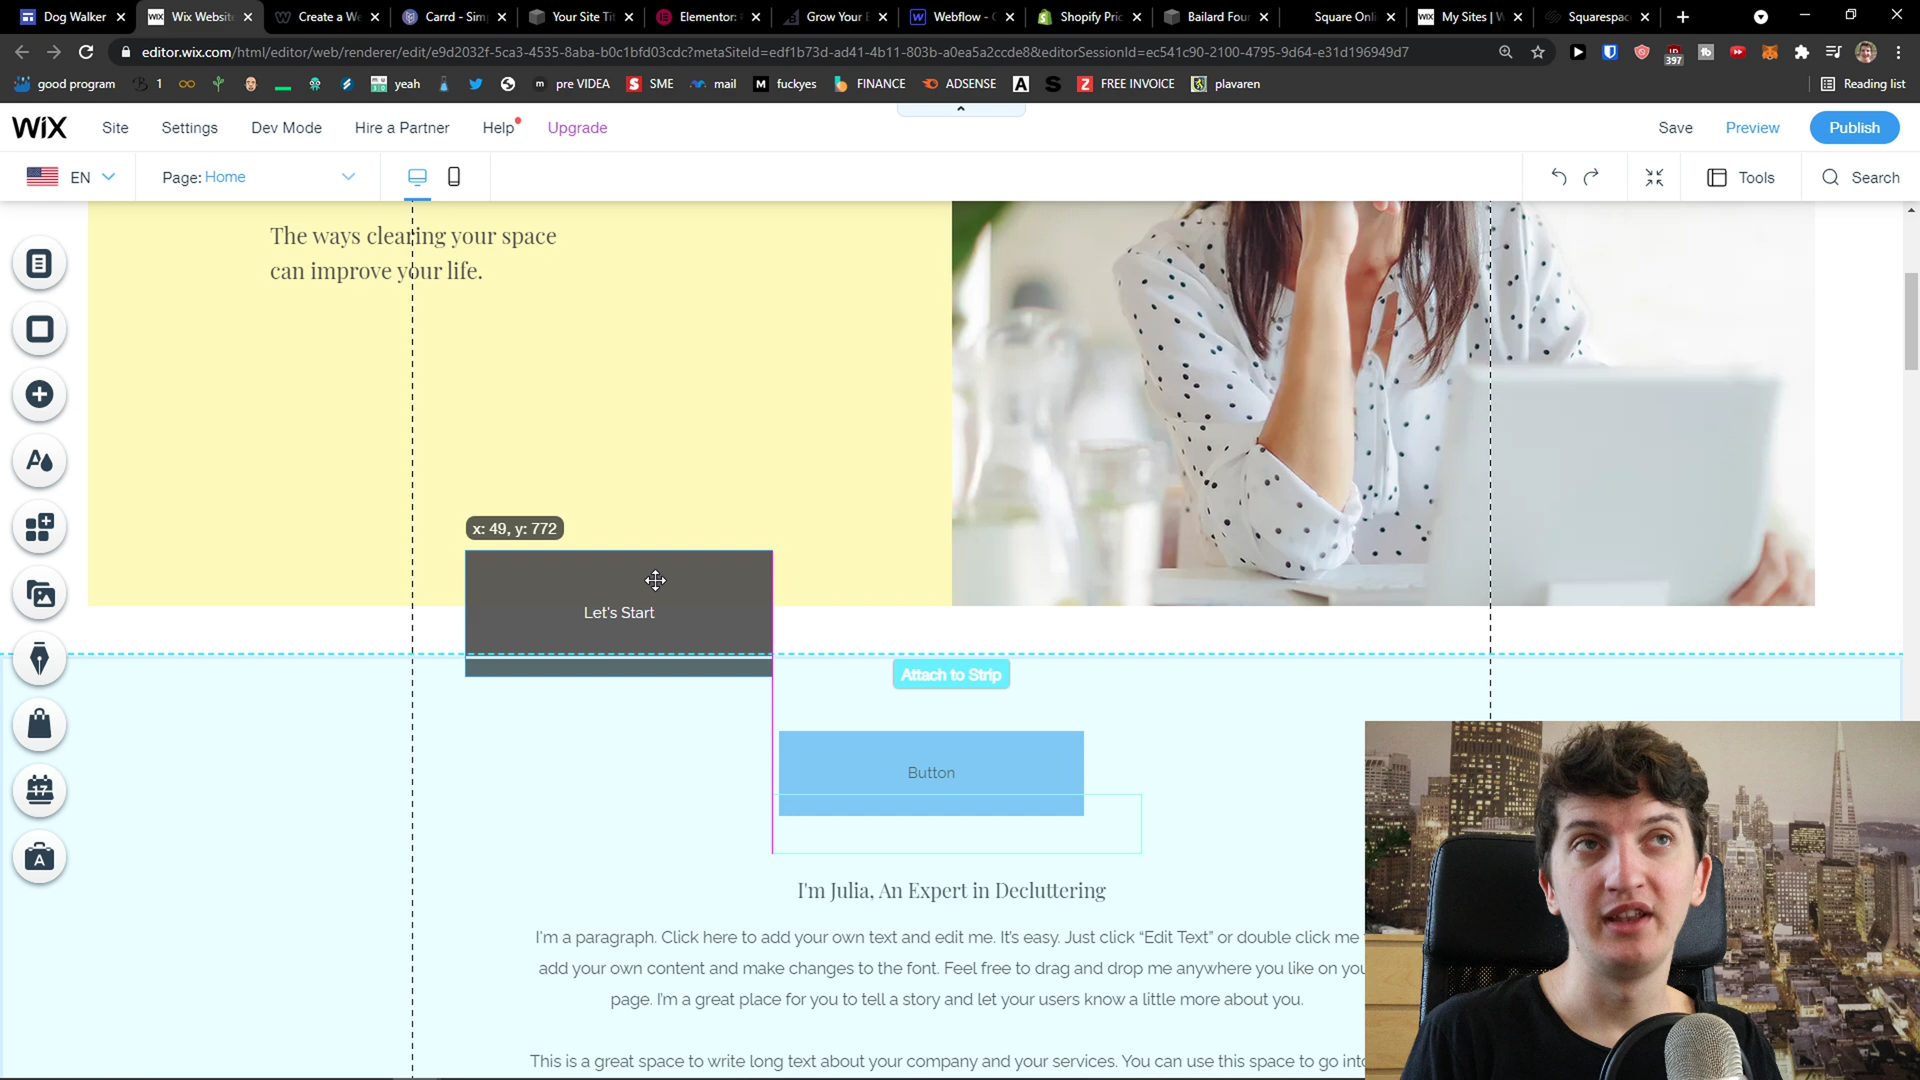 Dog Walker
Wix Websit
Create a We
Carrd - Sim
Your Site Tit
Elementor:
Grow Your
Webflow -
Shopify Pric
Bailard Four
Square Onli
My Sites | W
Squarespac
editor.wix.com/html/editor/web/renderer/edit/e9d2032f-5ca3-4535-8aba-b0c1bfd03cdc?metaSiteId=edf1b73d-ad41-4b11-803b-a0ea5a2ccde8&editorSessionId=ec541c90-2100-4795-9d64-e31d196949d7
397
good program
1
yeah
pre VIDEA
SME
mail
fuckyes
FINANCE
ADSENSE
FREE INVOICE
plavaren
Reading list
WiX
Site
Settings
Dev Mode
Hire a Partner
Help
Upgrade
Save
Preview
Publish
EN
Page: Home
Tools
Search
The ways clearing your space
can improve your life.
x: 49, y: 772
Let's Start
Attach to Strip
Button
17
A
I'm Julia, An Expert in Decluttering
I'm a paragraph. Click here to add your own text and edit me. It's easy. Just click “Edit Text” or double click me
add your own content and make changes to the font. Feel free to drag and drop me anywhere you like on you
page. I'm a great place for you to tell a story and let your users know a little more about you.
This is a great space to write long text about your company and your services. You can use this space to go into